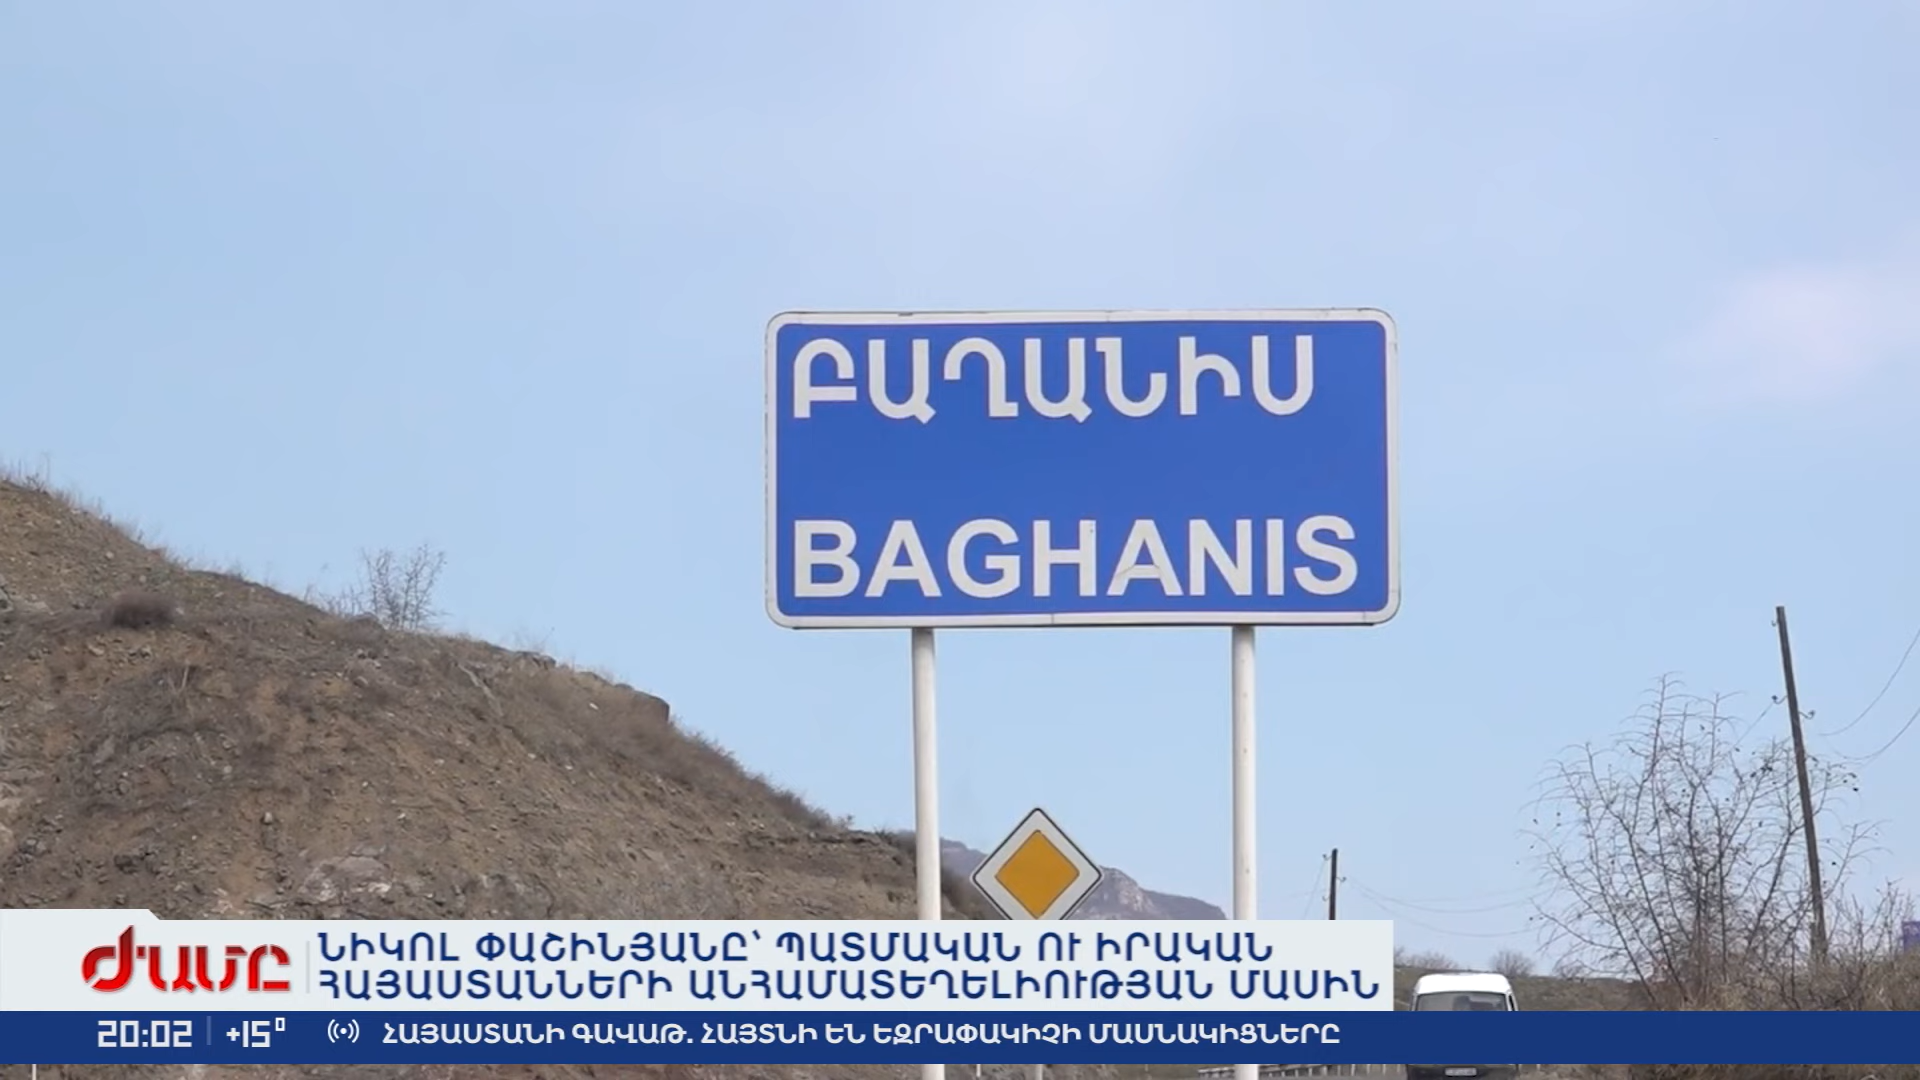 ԲԱՂԱՆԻՍ
BAGHANIS
ԺԱՄԸ
ՆԻԿՈԼ ՓԱՇԻՆՅԱՆԸ՝ ՊԱՏՄԱԿԱՆ ՈՒ ԻՐԱԿԱՆ
ՀԱՅԱՍՏԱՆՆԵՐԻ ԱՆՀԱՄԱՏԵՂԵԼԻՈՒԹՅԱՆ ՄԱՍԻՆ
20:02 +15° ՀԱՅԱՍՏԱՆԻ ԳԱՎԱԹ. ՀԱՅՏՆԻ ԵՆ ԵԶՐԱՓԱԿԻՉԻ ՄԱՍՆԱԿԻՑՆԵՐԸ